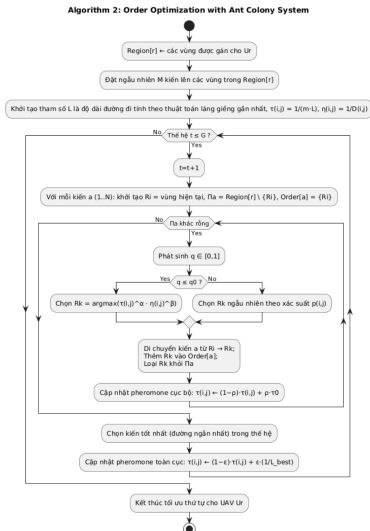 Algorithm 2: Order Optimization with Ant Colony System
Region[r] ← các vùng được gán cho Ur
Đặt ngẫu nhiên M kiến lên các vùng trong Region[r]
Khởi tạo tham số L là độ dài đường đi tính theo thuật toán láng giềng gần nhất, τ(i,j) = 1/(m·L), η(i,j) = 1/D(i,j)
No
Thế hệ t ≤ G ?
Yes
t=t+1
Với mỗi kiến a (1..N): khởi tạo Ri = vùng hiện tại, Πa = Region[r] \ {Ri}, Order[a] = {Ri}
No
Πa khác rỗng
Yes
Phát sinh q ∈ [0,1]
Yes
q ≤ q0 ?
No
Chọn Rk = argmax(τ(i,j)^α · η(i,j)^β)
Chọn Rk ngẫu nhiên theo xác suất p(i,j)
Di chuyển kiến a từ Ri → Rk;
Thêm Rk vào Order[a];
Loại Rk khỏi Πa
Cập nhật pheromone cục bộ: τ(i,j) ← (1−ρ)·τ(i,j) + ρ·τ0
Chọn kiến tốt nhất (đường ngắn nhất) trong thế hệ
Cập nhật pheromone toàn cục: τ(i,j) ← (1−ε)·τ(i,j) + ε·(1/L_best)
Kết thúc tối ưu thứ tự cho UAV Ur